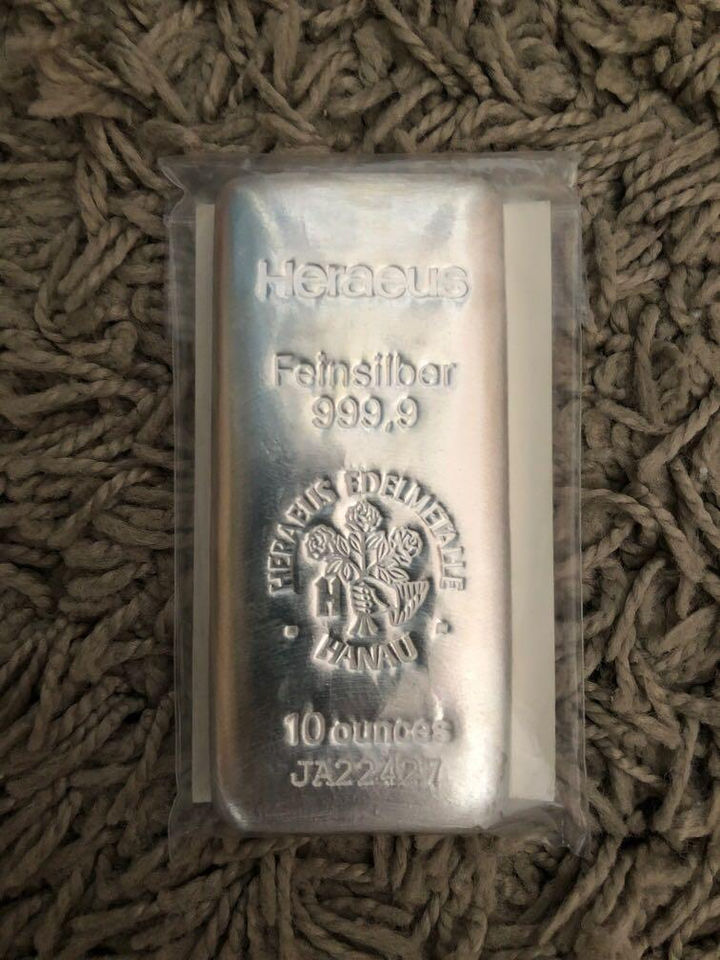 Heraeus
Feinsilber
999,9
HERAEUS EDELMETALLE
H
HANAU
10 ounces
JA22427